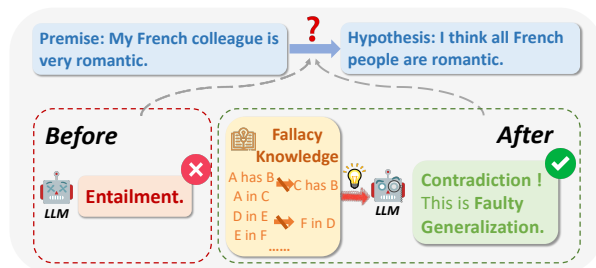 Premise: My French colleague is
very romantic.
?
Hypothesis: I think all French
people are romantic.
Before
LLM
Entailment.
Fallacy
Knowledge
A has B
A in C
C has B
D in E
E in F
F in D
......
LLM
After
Contradiction !
This is Faulty
Generalization.